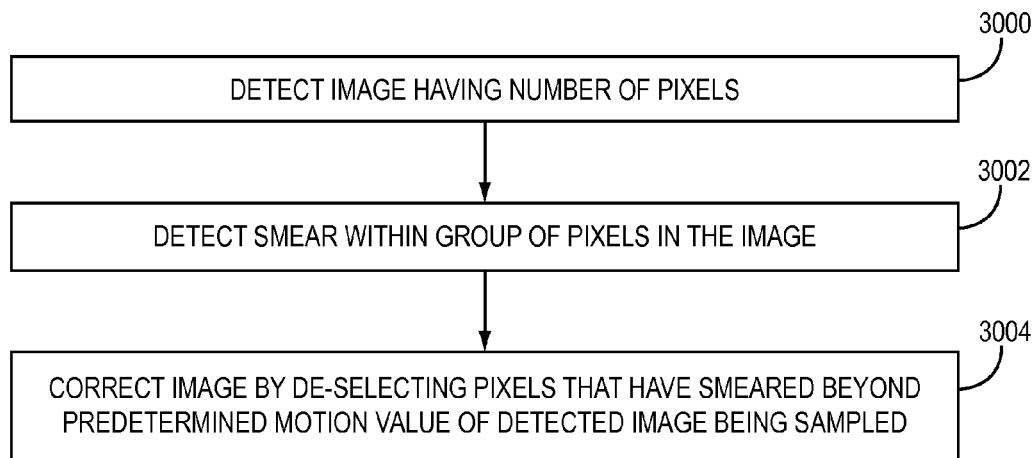 3000
DETECT IMAGE HAVING NUMBER OF PIXELS
3002
DETECT SMEAR WITHIN GROUP OF PIXELS IN THE IMAGE
3004
CORRECT IMAGE BY DE-SELECTING PIXELS THAT HAVE SMEARED BEYOND
PREDETERMINED MOTION VALUE OF DETECTED IMAGE BEING SAMPLED